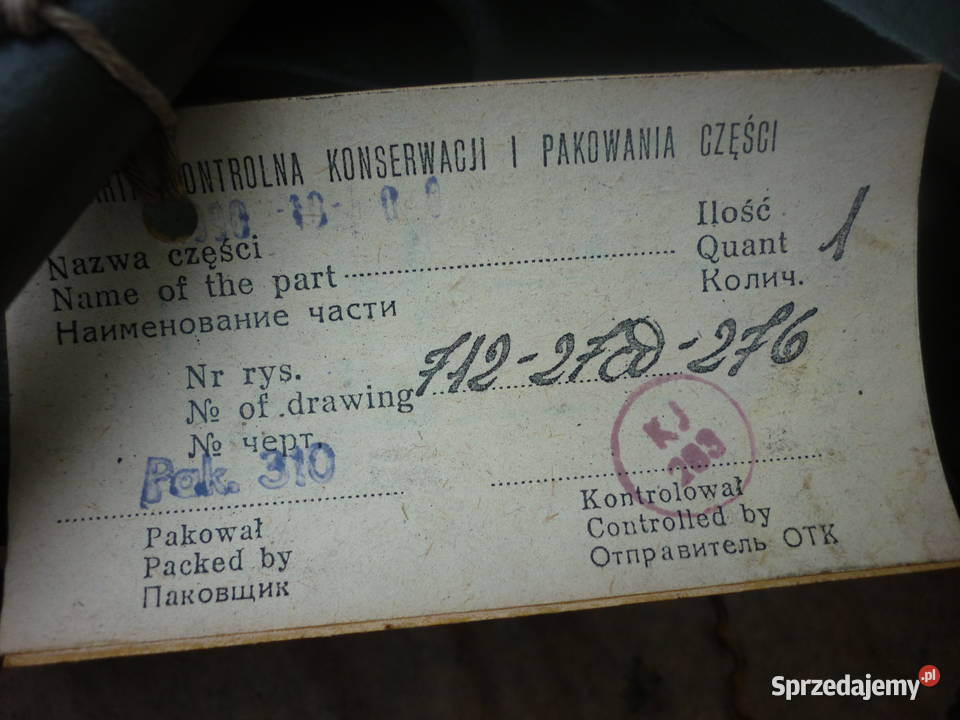 KONTROLNA KONSERWACJI I PAKOWANIA CZĘŚCI
Nazwa części
Name of the part
Наименование части
Ilość
Quant
Колич.
1
Nr rys.
№ of drawing
№ черт.
712-27
-276
Pak. 310
KJ
209
Pakował
Packed by
Паковщик
Kontrolował
Controlled by
Отправитель ОТК
Sprzedajemy.pl